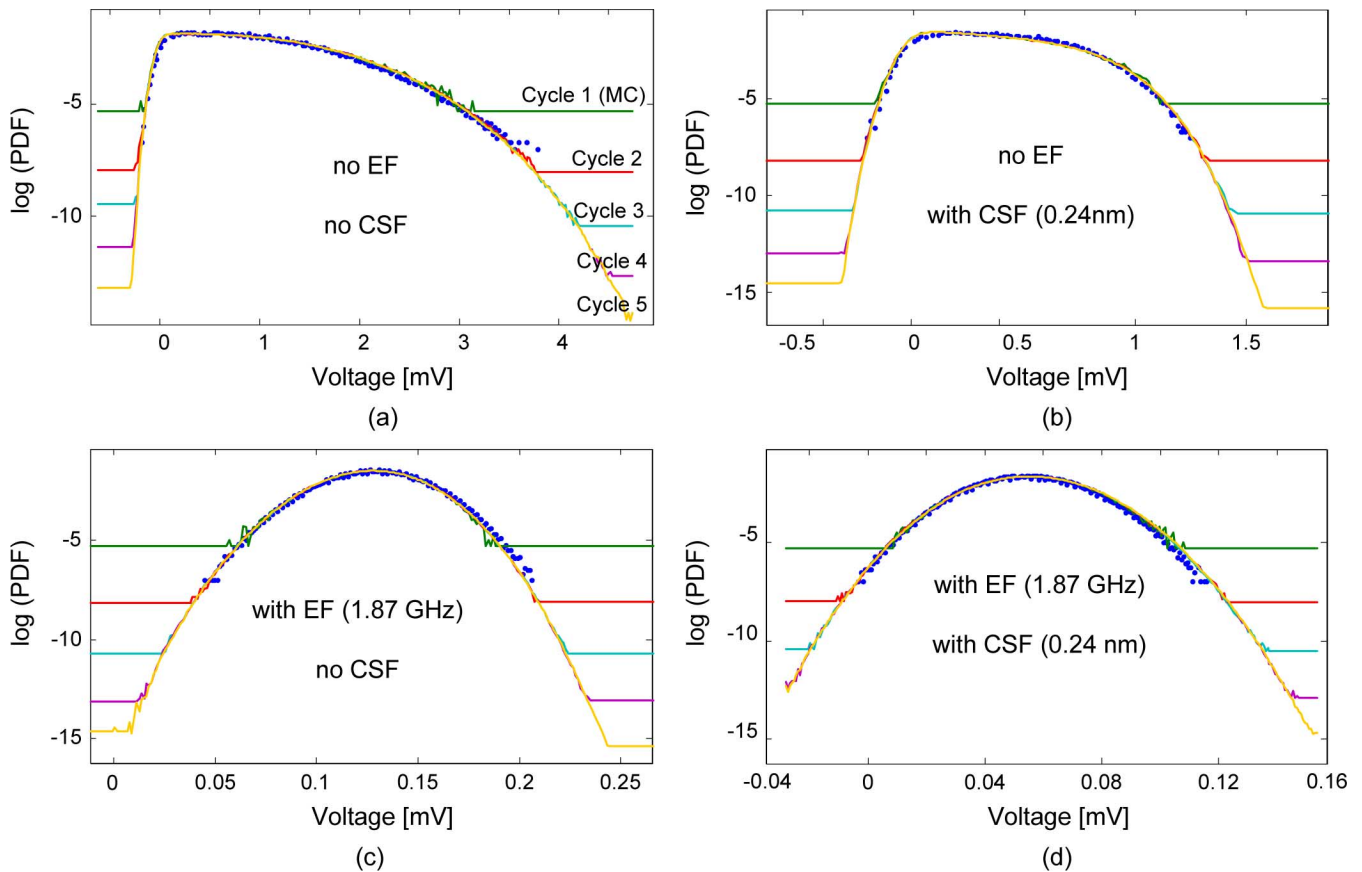 log (PDF)
-5
-10
Cycle 1 (MC)
Cycle 2
Cycle 3
Cycle 4
Cycle 5
no EF
no CSF
0
1
2
3
4
Voltage [mV]
(a)
log (PDF)
-5
-10
-15
no EF
with CSF (0.24nm)
-0.5
0
0.5
1
1.5
Voltage [mV]
(b)
log (PDF)
-5
-10
-15
with EF (1.87 GHz)
no CSF
0
0.05
0.1
0.15
0.2
0.25
Voltage [mV]
(c)
log (PDF)
-5
-10
-15
with EF (1.87 GHz)
with CSF (0.24 nm)
-0.04
0
0.04
0.08
0.12
0.16
Voltage [mV]
(d)